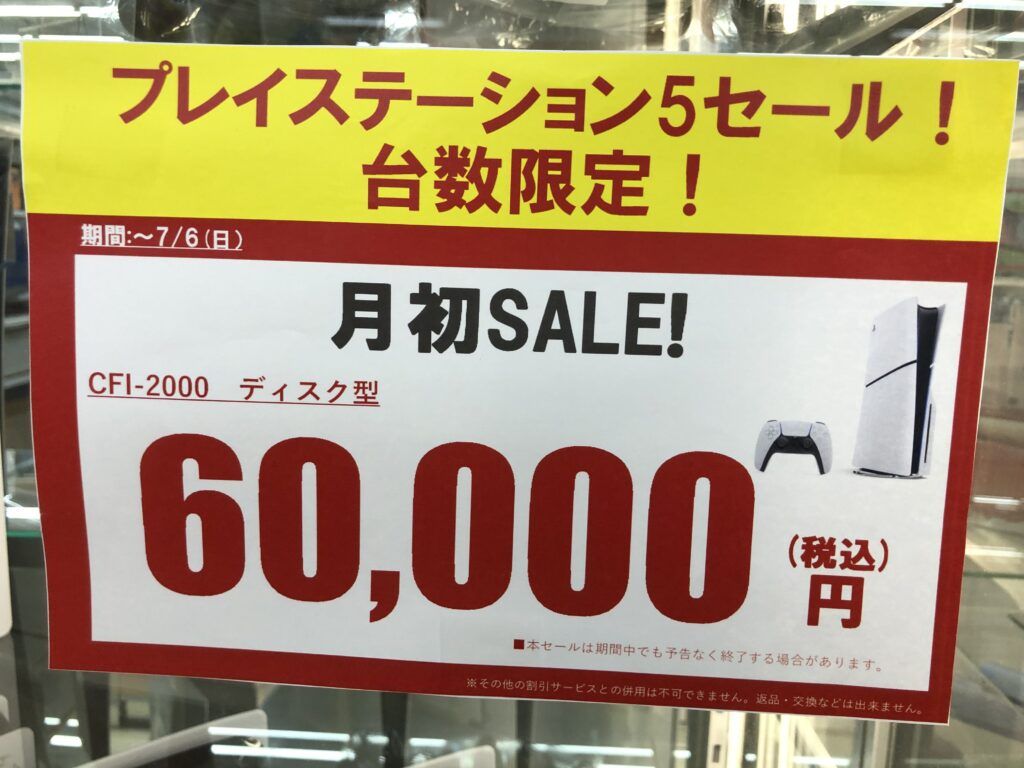 プレイステーション5セール！
台数限定！
期間:～7/6(日)
月初SALE!
CFI-2000　ディスク型
60,000
(税込)
円
■本セールは期間中でも予告なく終了する場合があります。
※その他の割引サービスとの併用は不可できません。返品・交換などは出来ません。